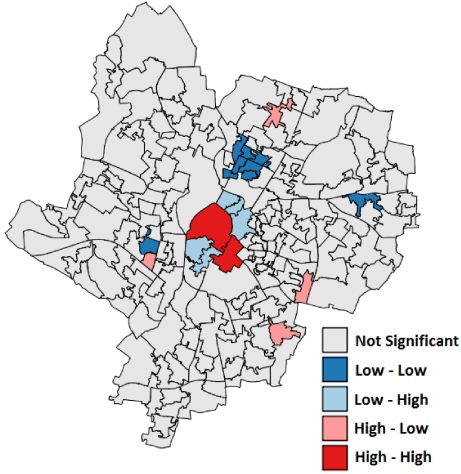 Not Significant
Low - Low
Low - High
High - Low
High - High